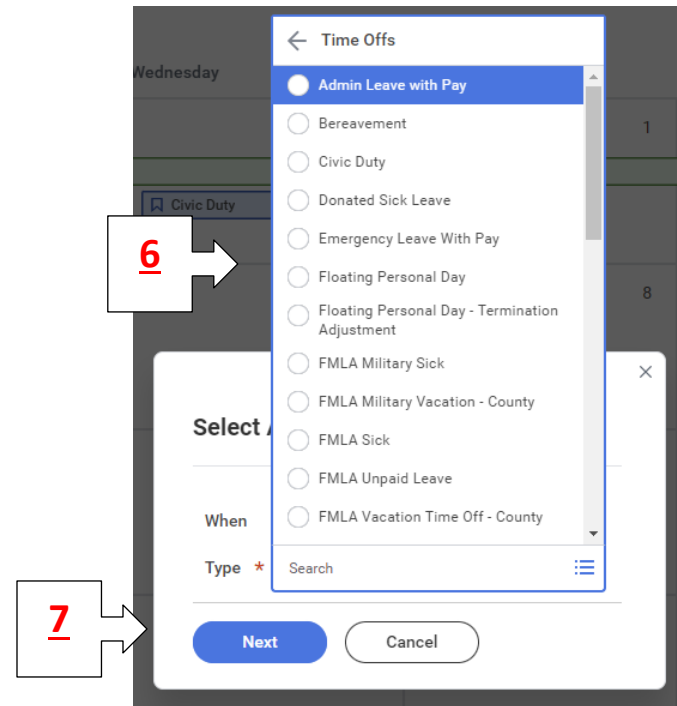 Time Offs
Wednesday
Admin Leave with Pay
Bereavement
1
Civic Duty
Civic Duty
Donated Sick Leave
6
Emergency Leave With Pay
Floating Personal Day
8
Floating Personal Day - Termination
Adjustment
FMLA Military Sick
FMLA Military Vacation - County
Select
FMLA Sick
FMLA Unpaid Leave
When
FMLA Vacation Time Off - County
Type *
Search
7
Next
Cancel